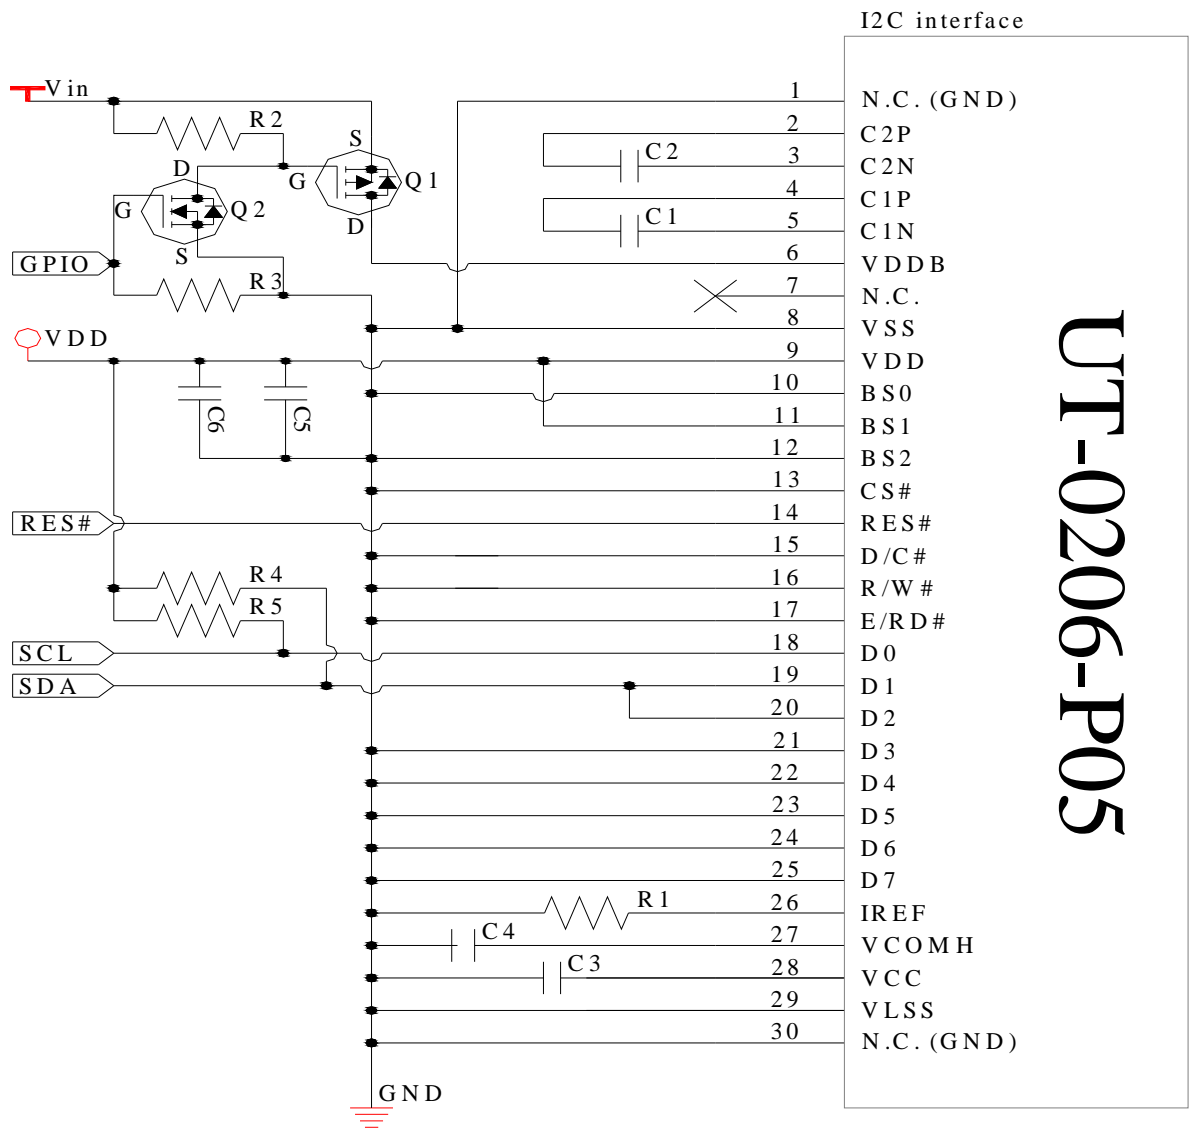 I2C interface
Vin
R2
S
G
Q1
D
D
G
Q2
S
GPIO
R3
VDD
C6
C5
RES#
R4
R5
SCL
SDA
C2
C1
R1
C4
C3
GND
1 N.C.(GND)
2 C2P
3 C2N
4 C1P
5 C1N
6 VDDB
7 N.C.
8 VSS
9 VDD
10 BS0
11 BS1
12 BS2
13 CS#
14 RES#
15 D/C#
16 R/W#
17 E/RD#
18 D0
19 D1
20 D2
21 D3
22 D4
23 D5
24 D6
25 D7
26 IREF
27 VCOMH
28 VCC
29 VLSS
30 N.C.(GND)
UT-0206-P05